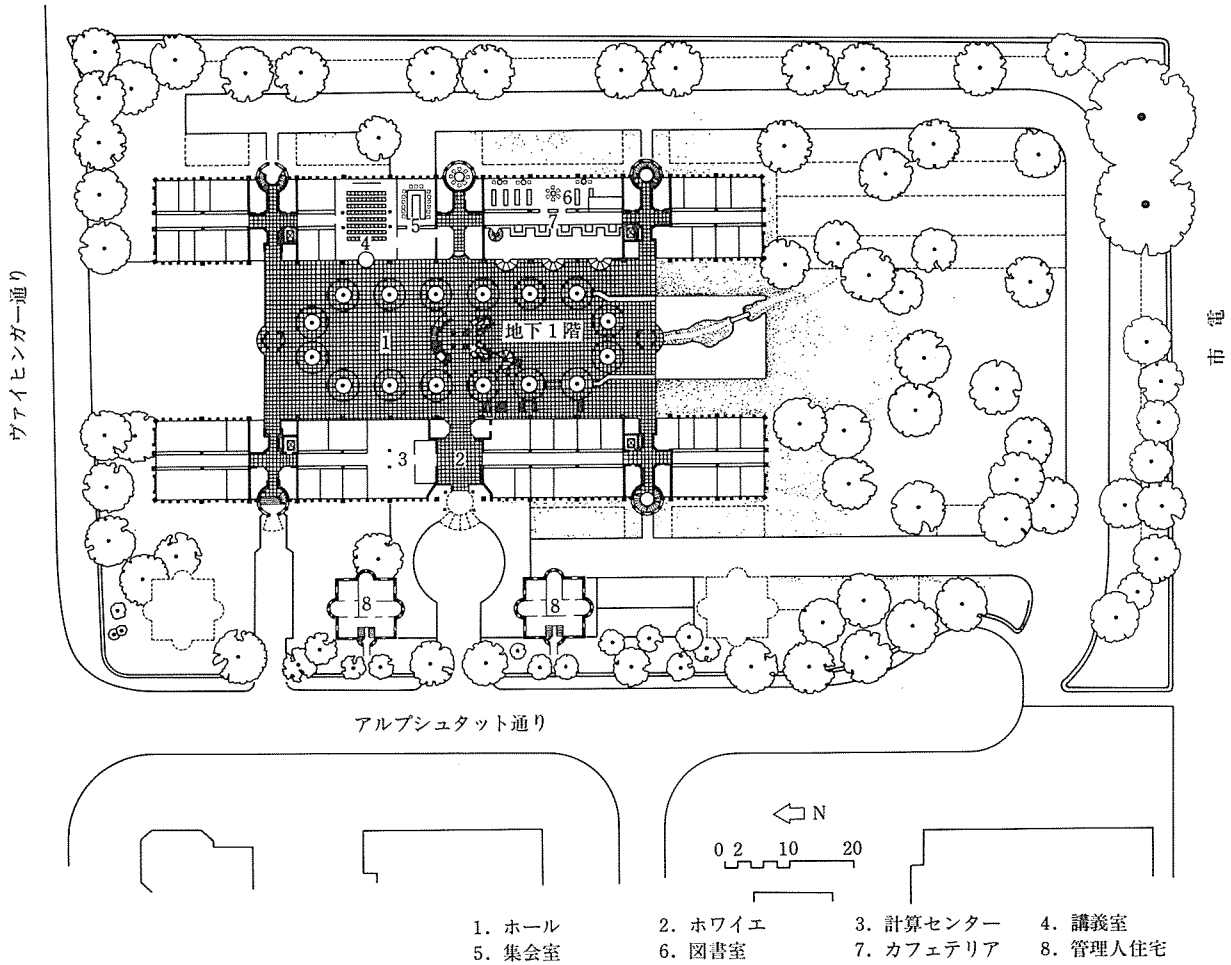 ヴァイヒンガー通り
市電
6
5
7
4
1
地下1階
3
2
8
8
アルプシュタット通り
N
0 2 10 20
1. ホール 2. ホワイエ 3. 計算センター 4. 講義室
5. 集会室 6. 図書室 7. カフェテリア 8. 管理人住宅